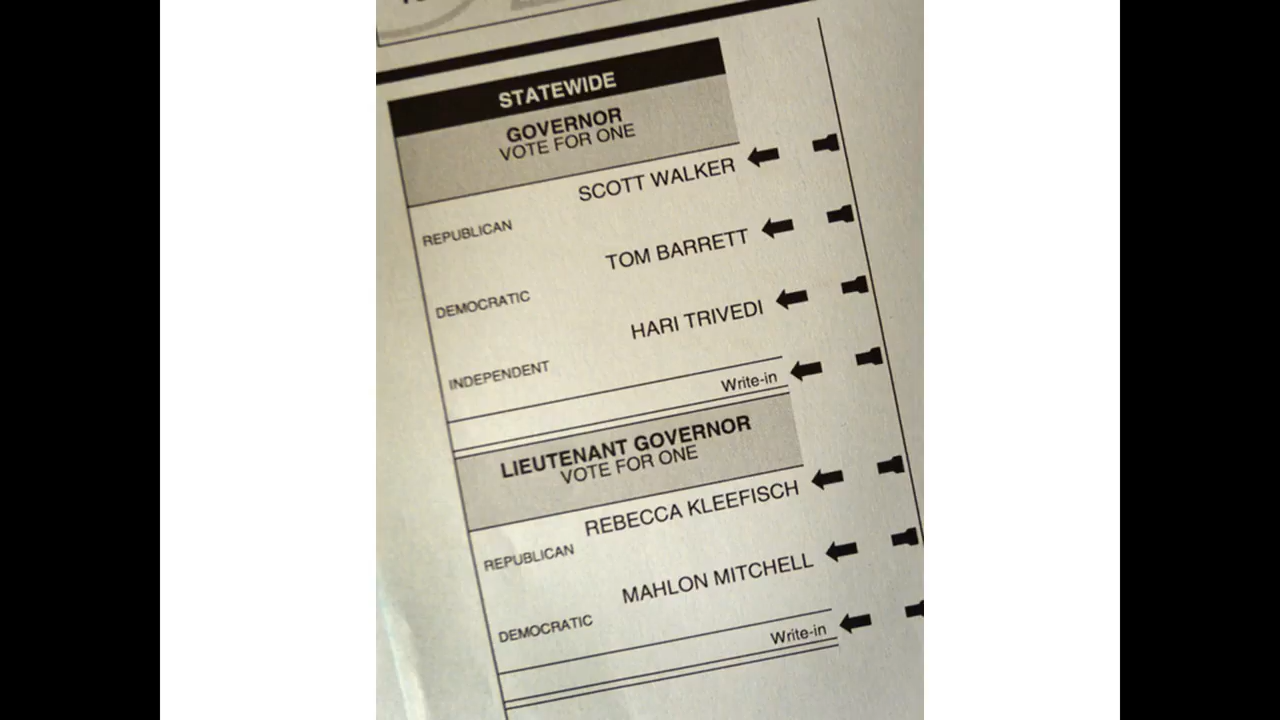 STATEWIDE
GOVERNOR
VOTE FOR ONE
SCOTT WALKER
REPUBLICAN
TOM BARRETT
DEMOCRATIC
HARI TRIVEDI
INDEPENDENT
Write-in
LIEUTENANT GOVERNOR
VOTE FOR ONE
REBECCA KLEEFISCH
REPUBLICAN
MAHLON MITCHELL
DEMOCRATIC
Write-in